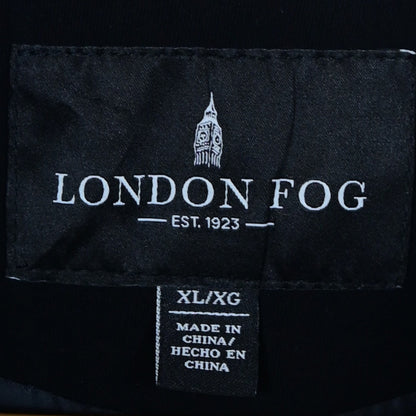 LONDON FOG
EST. 1923
XL/XG
MADE IN
CHINA/
HECHO EN
CHINA